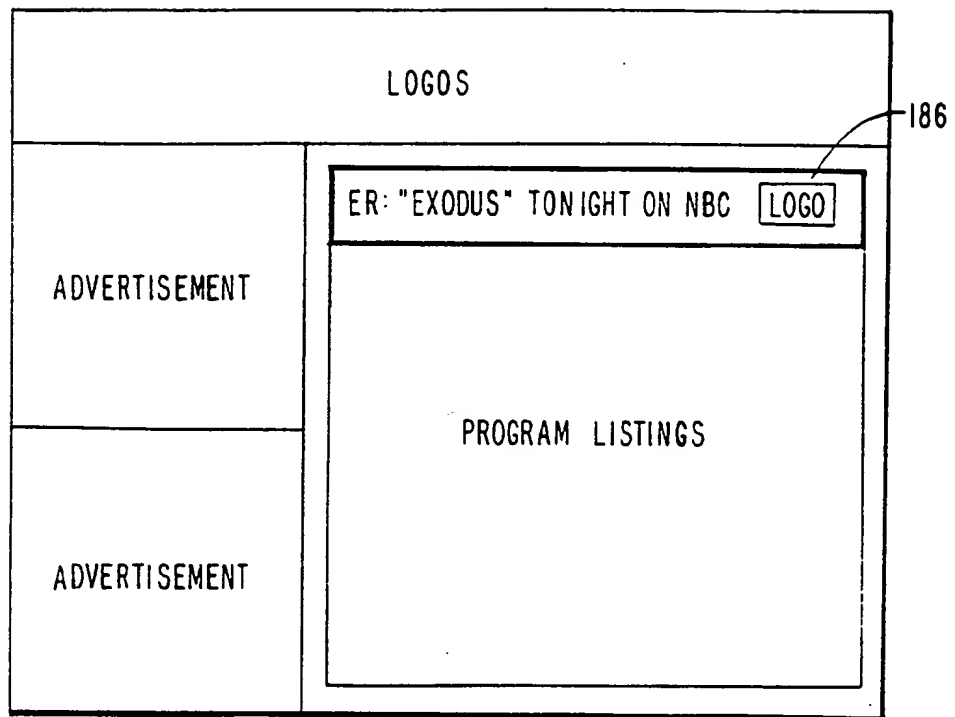 LOGOS
186
ER: "EXODUS" TONIGHT ON NBC LOGO
ADVERTISEMENT
PROGRAM LISTINGS
ADVERTISEMENT